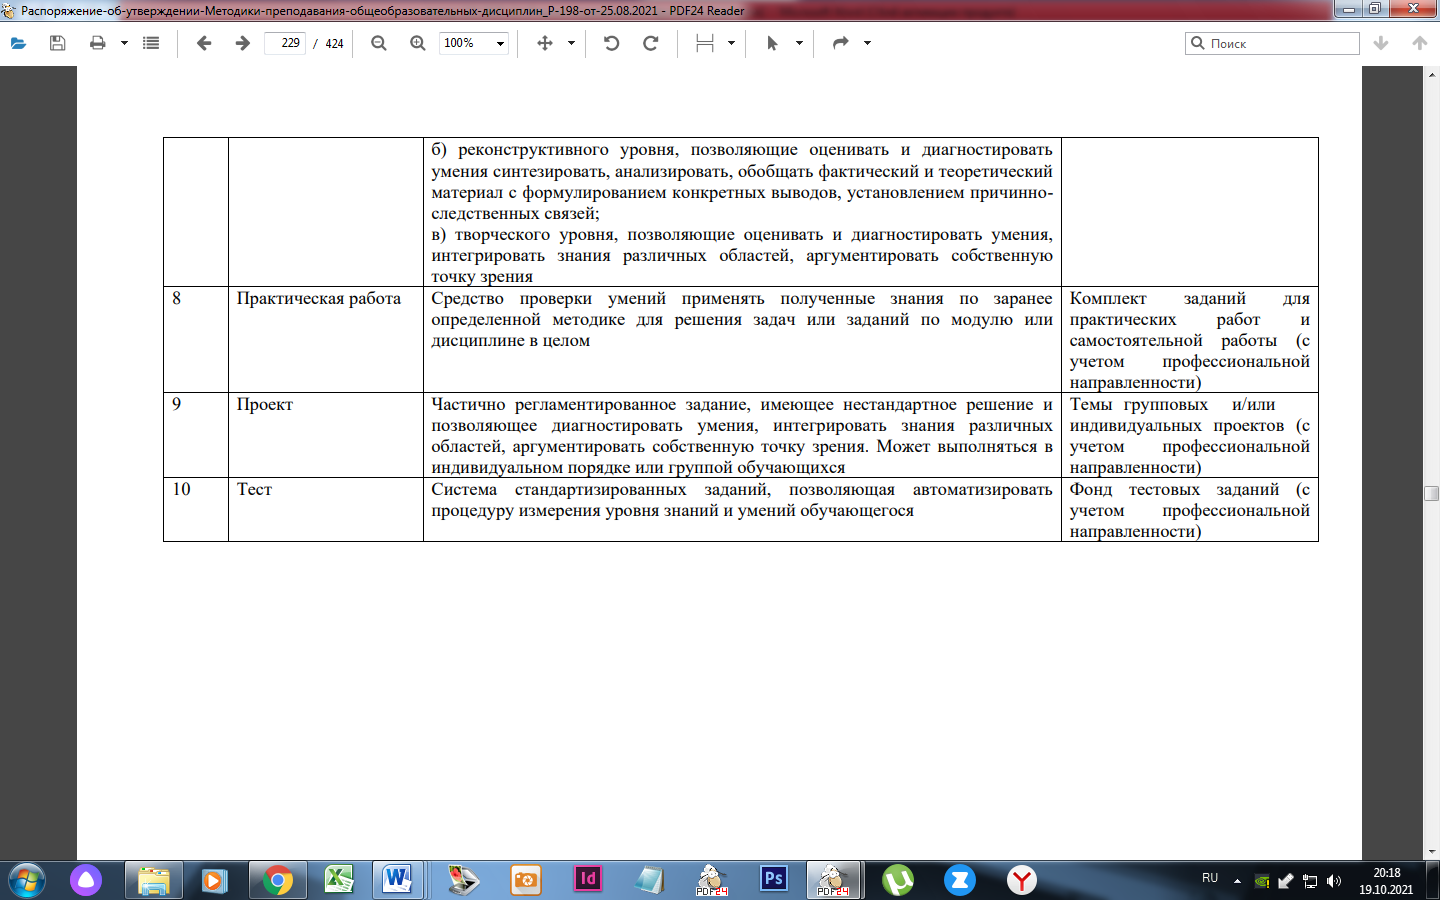 Распоряжение-об-утверждении-Методики-преподавания-общеобразовательных-дисциплин_Р-198-от-25.08.2021 - PDF24 Reader
229 / 424
100%
Поиск
б) реконструктивного уровня, позволяющие оценивать и диагностировать
умения синтезировать, анализировать, обобщать фактический и теоретический
материал с формулированием конкретных выводов, установлением причинно-
следственных связей;
в) творческого уровня, позволяющие оценивать и диагностировать умения,
интегрировать знания различных областей, аргументировать собственную
точку зрения
8
Практическая работа
Средство проверки умений применять полученные знания по заранее
определенной методике для решения задач или заданий по модулю или
дисциплине в целом
Комплект заданий для
практических работ и
самостоятельной работы (с
учетом профессиональной
направленности)
9
Проект
Частично регламентированное задание, имеющее нестандартное решение и
позволяющее диагностировать умения, интегрировать знания различных
областей, аргументировать собственную точку зрения. Может выполняться в
индивидуальном порядке или группой обучающихся
Темы групповых и/или
индивидуальных проектов (с
учетом профессиональной
направленности)
10
Тест
Система стандартизированных заданий, позволяющая автоматизировать
процедуру измерения уровня знаний и умений обучающегося
Фонд тестовых заданий (с
учетом профессиональной
направленности)
Id
PDF24
Ps
PDF24
RU
20:18
19.10.2021